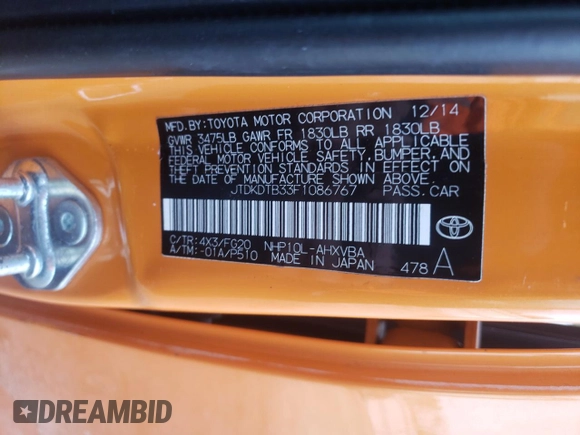 MFD. BY: TOYOTA MOTOR CORPORATION 12/14
GVWR 3475LB GAWR FR 1830LB RR 1830LB
THIS VEHICLE CONFORMS TO ALL APPLICABLE
FEDERAL MOTOR VEHICLE SAFETY, BUMPER, AND
THEFT PREVENTION STANDARDS IN EFFECT ON
THE DATE OF MANUFACTURE SHOWN ABOVE.
JTDKDTB33F1086767 PASS. CAR
C/TR: 4X3/FG20 NHP10L-AHXVBA
A/TM: -01A/P510 MADE IN JAPAN 478 A
DREAMBID